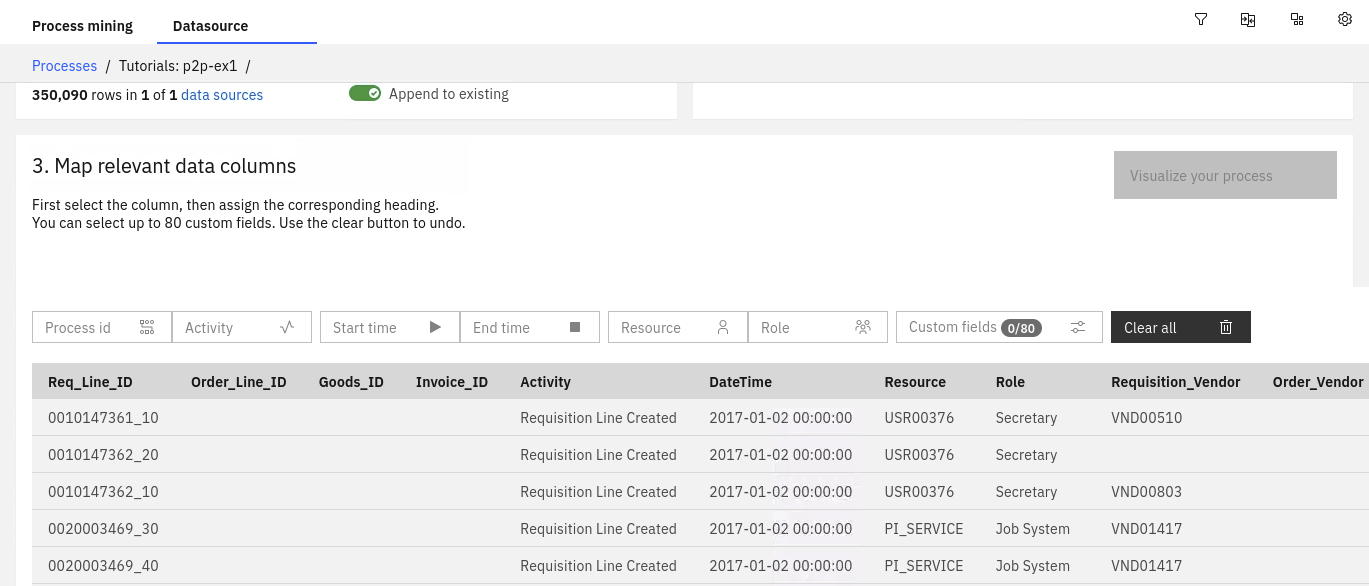 Process mining Datasource
Processes / Tutorials: p2p-ex1 /
350,090 rows in 1 of 1 data sources Append to existing
3. Map relevant data columns
Visualize your process
First select the column, then assign the corresponding heading.
You can select up to 80 custom fields. Use the clear button to undo.
Process id Activity Start time End time Resource Role Custom fields 0/80 Clear all
Req_Line_ID Order_Line_ID Goods_ID Invoice_ID Activity DateTime Resource Role Requisition_Vendor Order_Vendor
0010147361_10 Requisition Line Created 2017-01-02 00:00:00 USR00376 Secretary VND00510
0010147362_20 Requisition Line Created 2017-01-02 00:00:00 USR00376 Secretary
0010147362_10 Requisition Line Created 2017-01-02 00:00:00 USR00376 Secretary VND00803
0020003469_30 Requisition Line Created 2017-01-02 00:00:00 PI_SERVICE Job System VND01417
0020003469_40 Requisition Line Created 2017-01-02 00:00:00 PI_SERVICE Job System VND01417